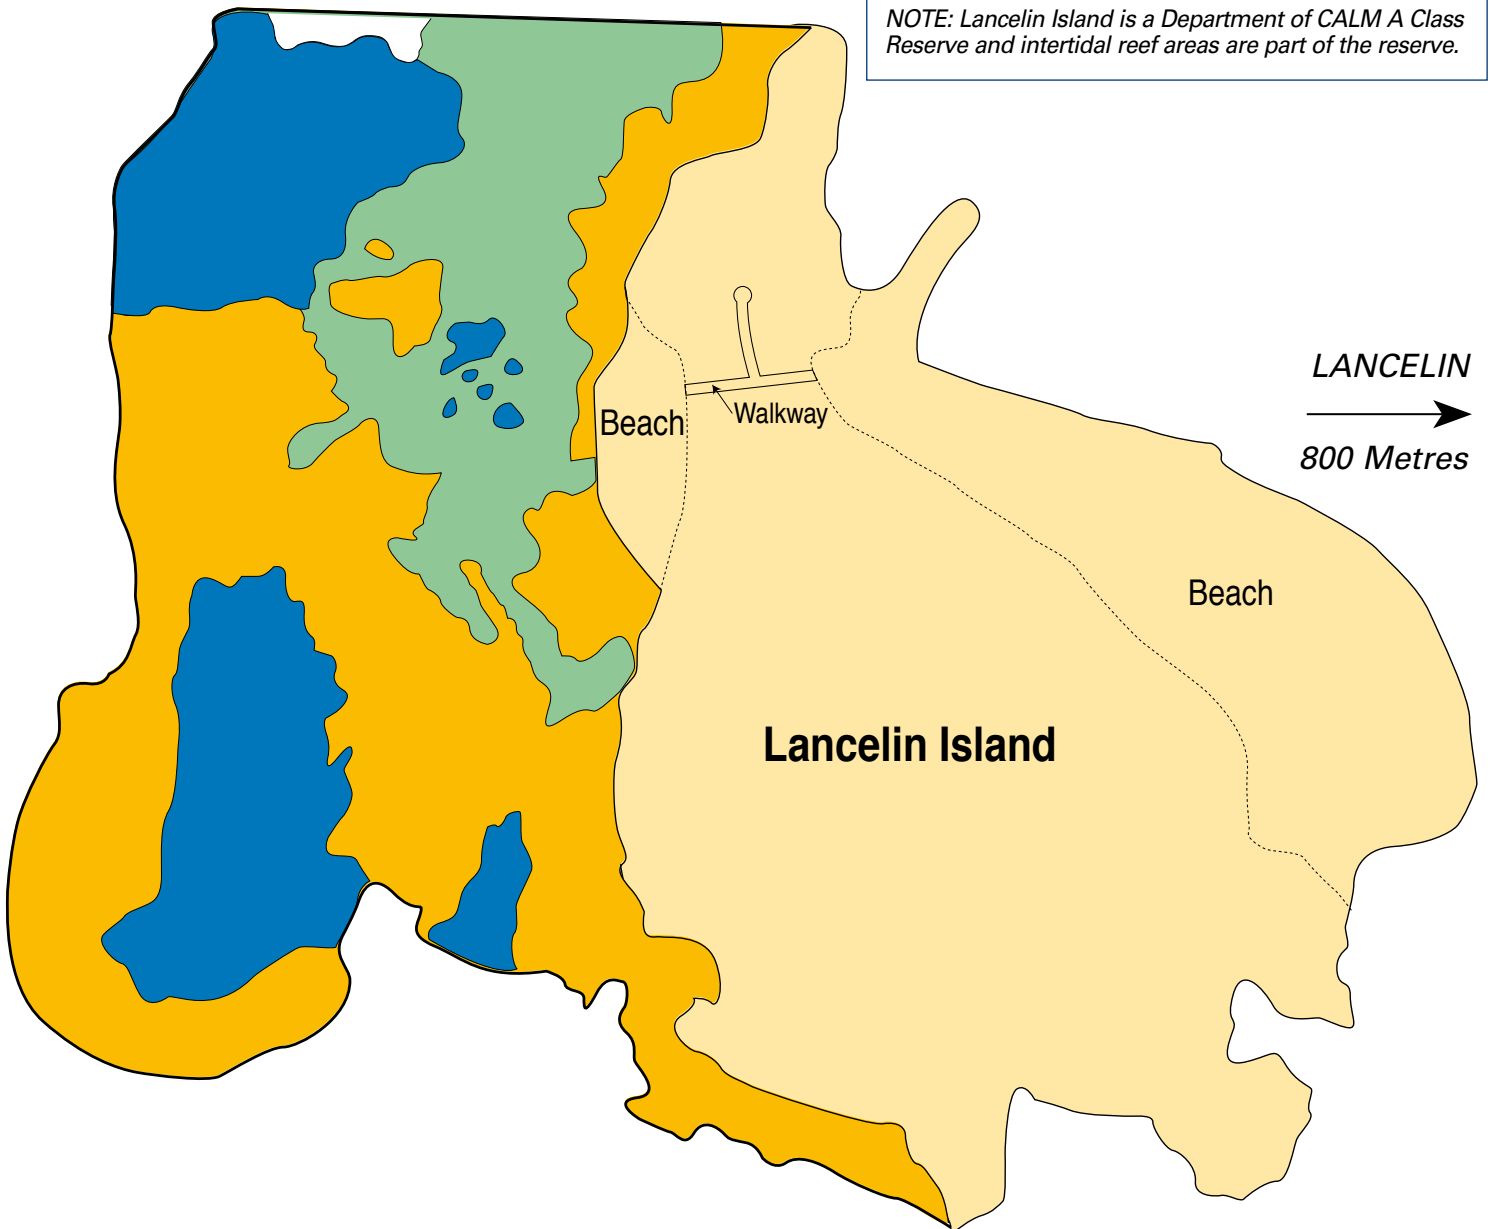 NOTE: Lancelin Island is a Department of CALM A Class
Reserve and intertidal reef areas are part of the reserve.
LANCELIN
800 Metres
Beach
Walkway
Beach
Lancelin Island